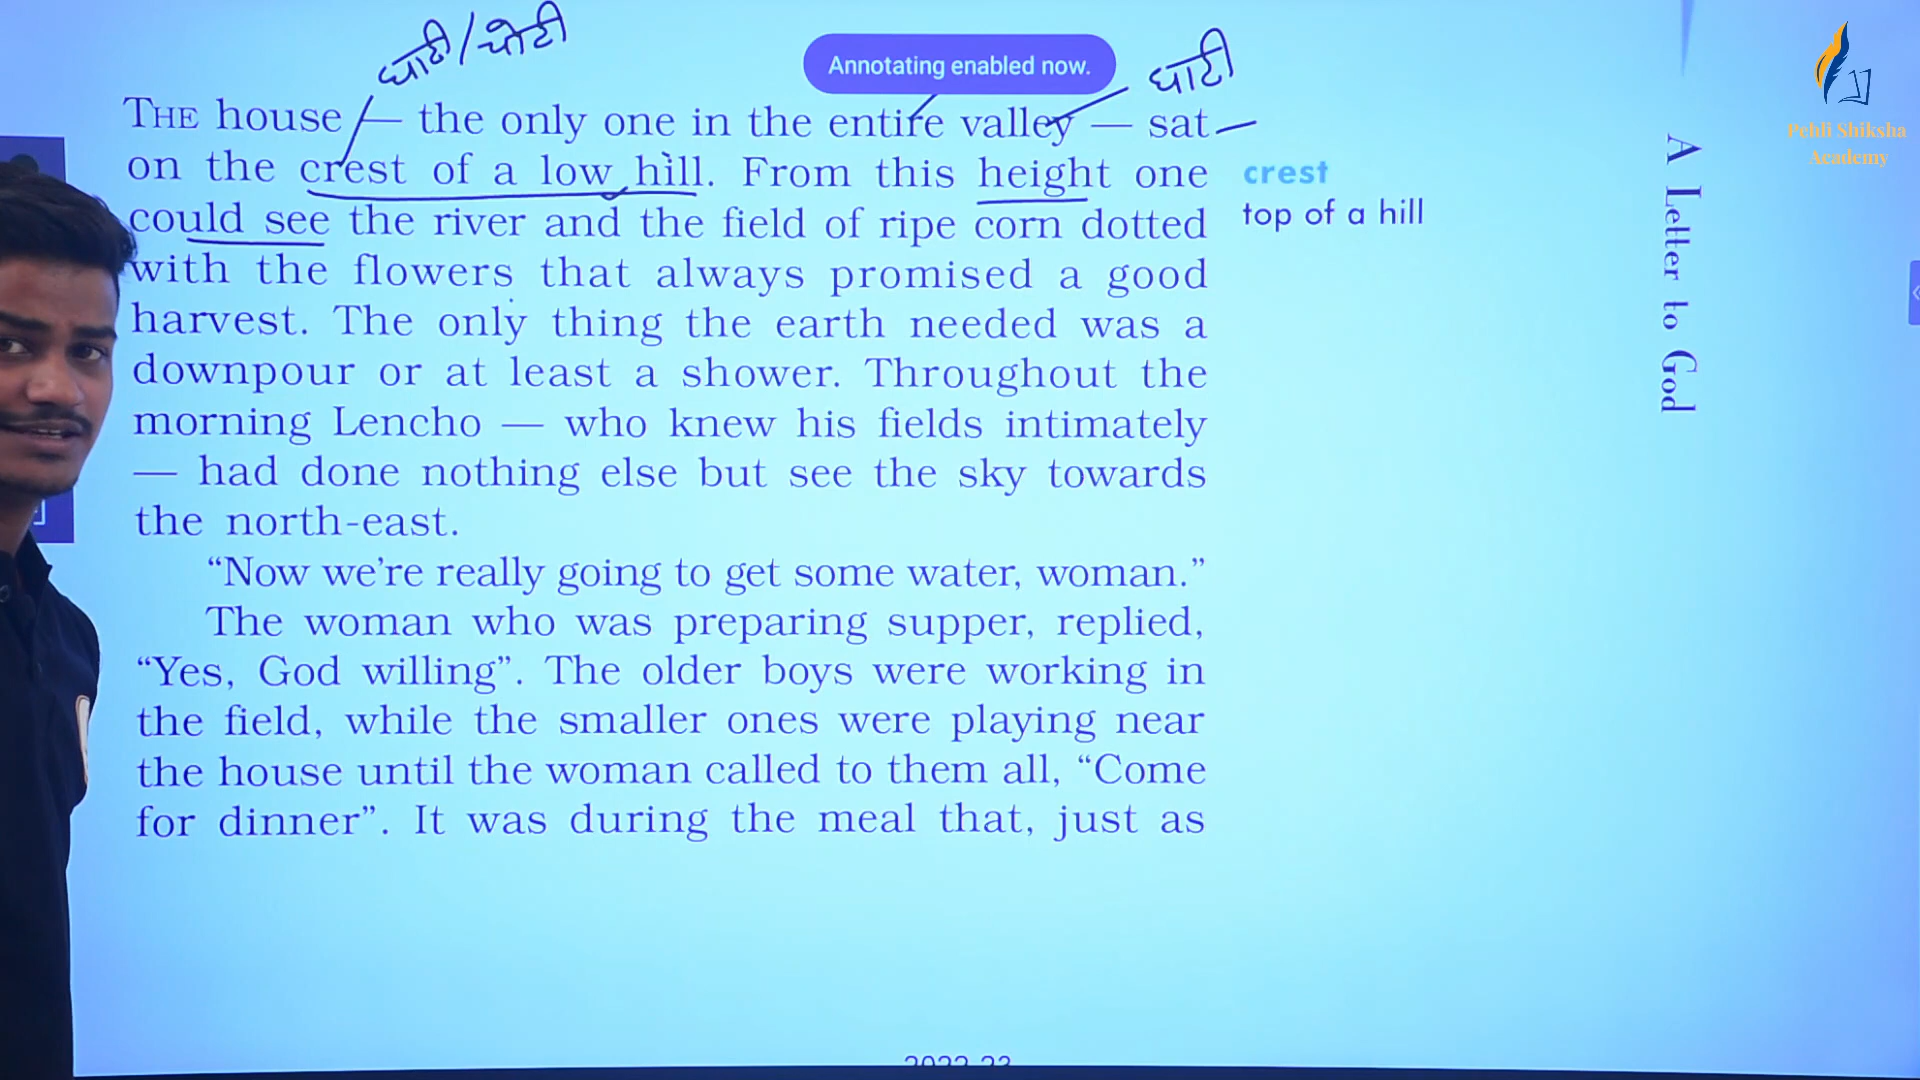 घाटी/चोटी
Annotating enabled now.
घाटी
THE house — the only one in the entire valley — sat
on the crest of a low hill. From this height one
could see the river and the field of ripe corn dotted
with the flowers that always promised a good
harvest. The only thing the earth needed was a
downpour or at least a shower. Throughout the
morning Lencho — who knew his fields intimately
— had done nothing else but see the sky towards
the north-east.
“Now we’re really going to get some water, woman.”
The woman who was preparing supper, replied,
“Yes, God willing”. The older boys were working in
the field, while the smaller ones were playing near
the house until the woman called to them all, “Come
for dinner”. It was during the meal that, just as
crest
top of a hill
A Letter to God
Pehli Shiksha
Academy
2022-23